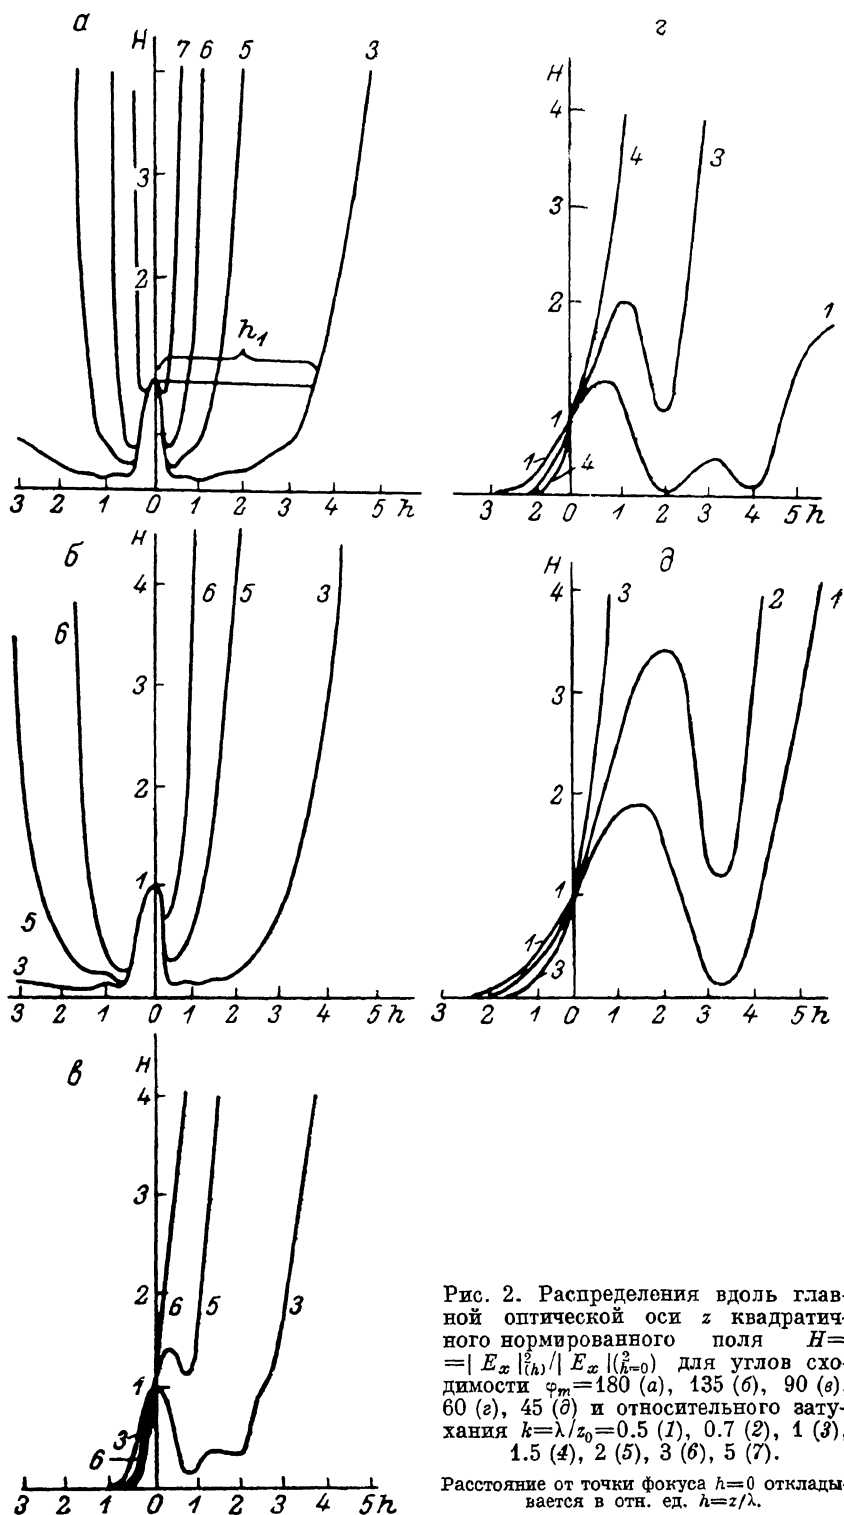 а
H 7 6 5 3
3
2
h₁
3 2 1 0 1 2 3 4 5 h
г
H
4
4 3
3
2
1
1
1 4
3 2 0 1 2 3 4 5 h
б
H
4
6 5 3
6
3
2
1
5
3
3 2 1 0 1 2 3 4 5 h
д
H
4
3 2 1
3
2
1
1
3
3 2 1 0 1 2 3 4 5 h
в
H
4
3
2
6 5 3
1
3
6
3 2 1 0 1 2 3 4 5h
Рис. 2. Распределения вдоль глав-
ной оптической оси z квадратич-
ного нормированного поля H=
=| Eₓ |²₍ₕ₎/| Eₓ |²₍ₕ₌₀₎ для углов схо-
димости φₘ=180 (а), 135 (б), 90 (в),
60 (г), 45 (д) и относительного зату-
хания k=λ/z₀=0.5 (1), 0.7 (2), 1 (3),
1.5 (4), 2 (5), 3 (6), 5 (7).
Расстояние от точки фокуса h=0 отклады-
вается в отн. ед. h=z/λ.